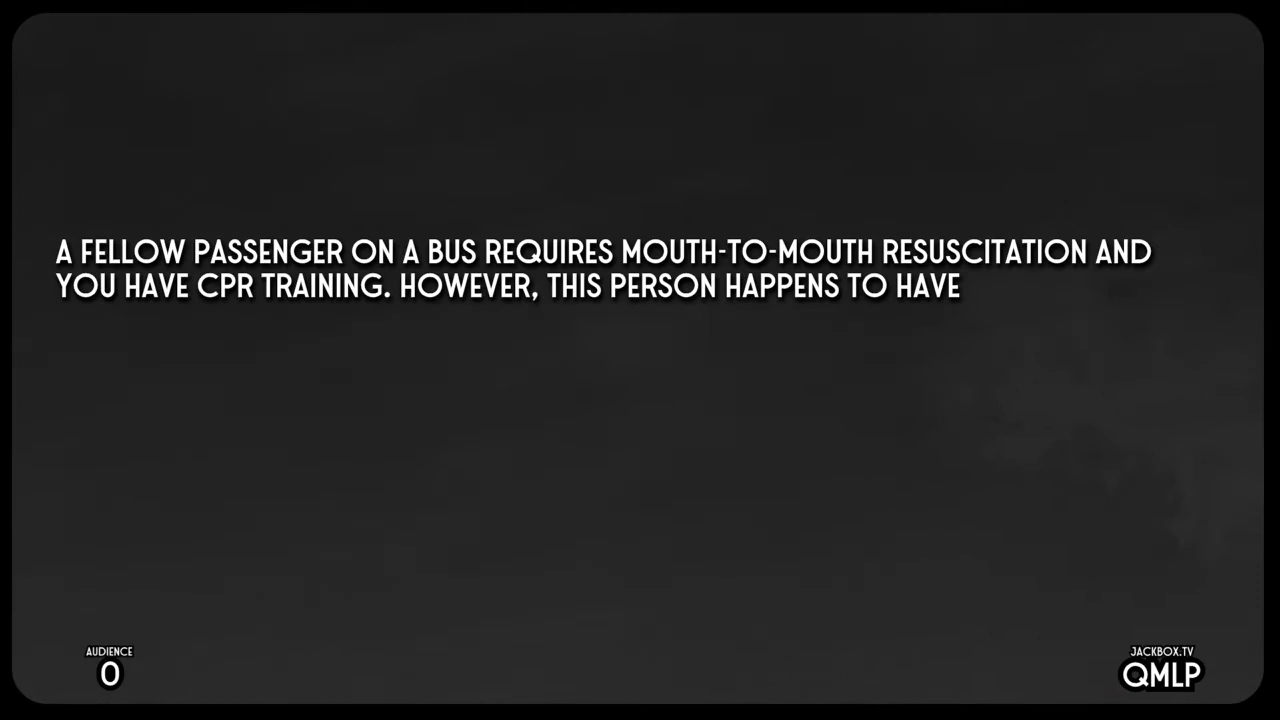 A FELLOW PASSENGER ON A BUS REQUIRES MOUTH-TO-MOUTH RESUSCITATION AND
YOU HAVE CPR TRAINING. HOWEVER, THIS PERSON HAPPENS TO HAVE
AUDIENCE
0
JACKBOX.TV
QMLP